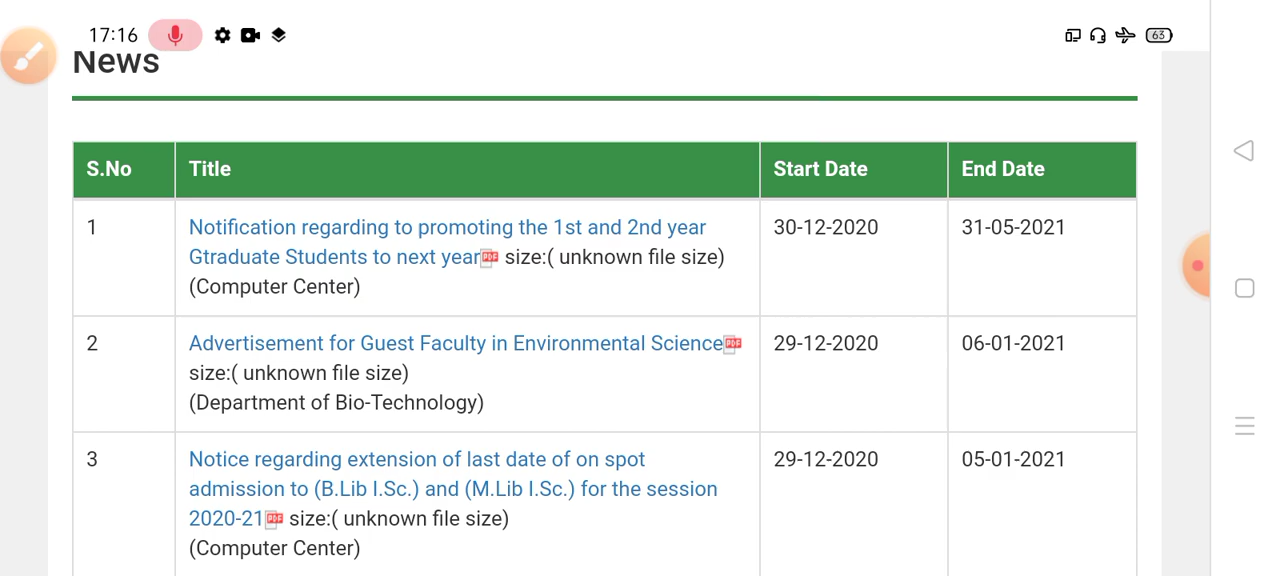 17:16
63
News
S.No Title Start Date End Date
1 Notification regarding to promoting the 1st and 2nd year 30-12-2020 31-05-2021
Gtraduate Students to next year PDF size:( unknown file size)
(Computer Center)
2 Advertisement for Guest Faculty in Environmental Science PDF 29-12-2020 06-01-2021
size:( unknown file size)
(Department of Bio-Technology)
3 Notice regarding extension of last date of on spot 29-12-2020 05-01-2021
admission to (B.Lib I.Sc.) and (M.Lib I.Sc.) for the session
2020-21 PDF size:( unknown file size)
(Computer Center)